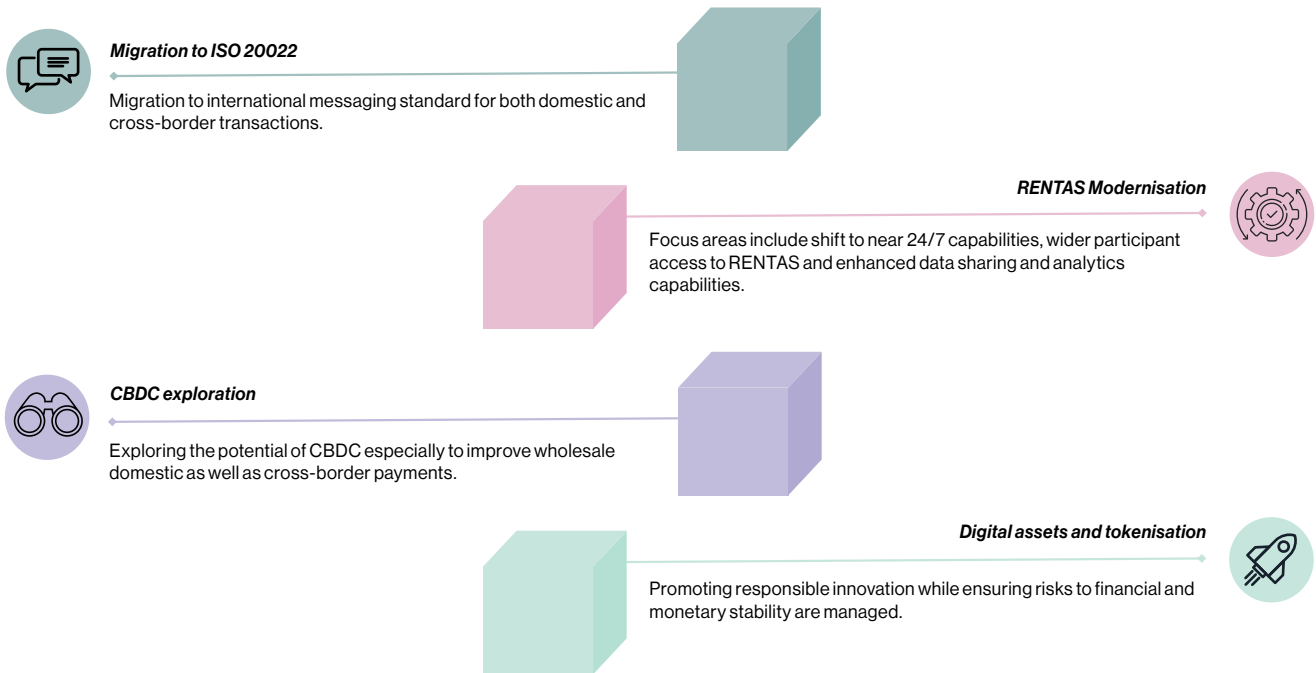 Migration to ISO 20022
Migration to international messaging standard for both domestic and
cross-border transactions.
RENTAS Modernisation
Focus areas include shift to near 24/7 capabilities, wider participant
access to RENTAS and enhanced data sharing and analytics
capabilities.
CBDC exploration
Exploring the potential of CBDC especially to improve wholesale
domestic as well as cross-border payments.
Digital assets and tokenisation
Promoting responsible innovation while ensuring risks to financial and
monetary stability are managed.